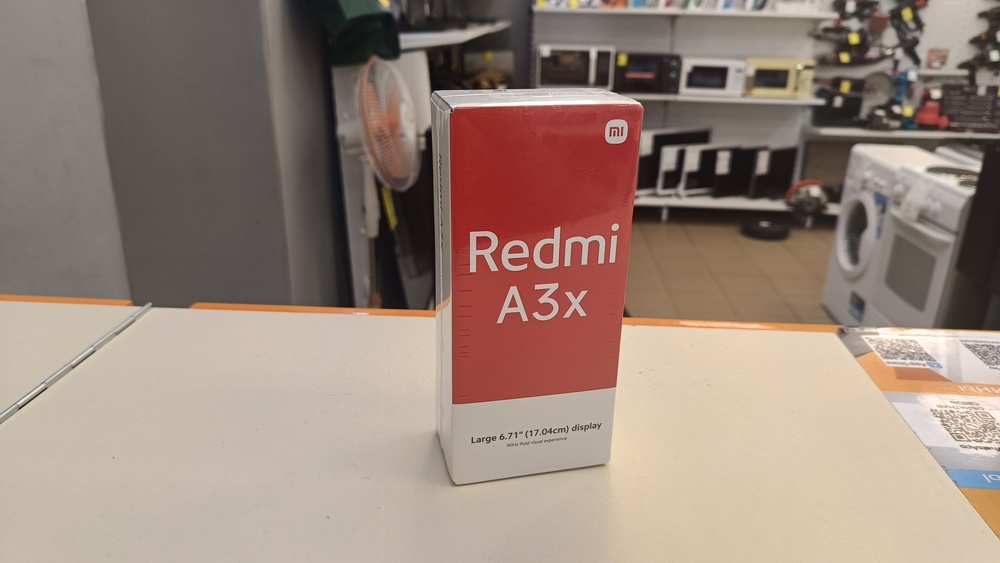 mi
Redmi
A3x
Large 6.71" (17.04cm) display
90Hz fluid visual experience